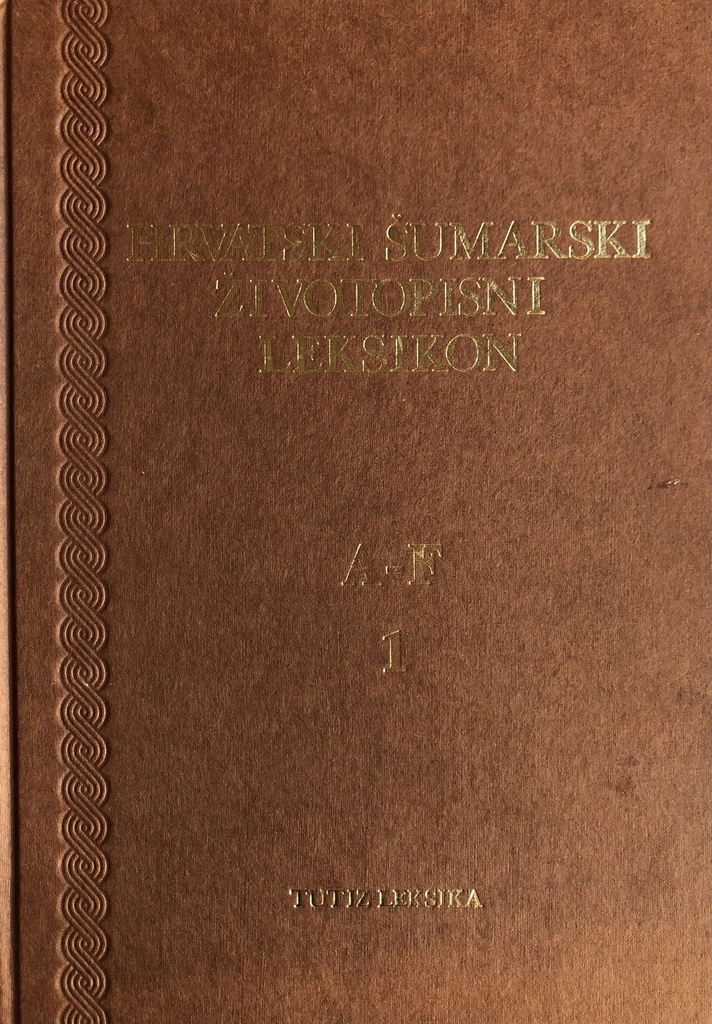 HRVATSKI ŠUMARSKI
ŽIVOTOPISNI
LEKSIKON
A-F
1
TUTIZ LEKSIKA